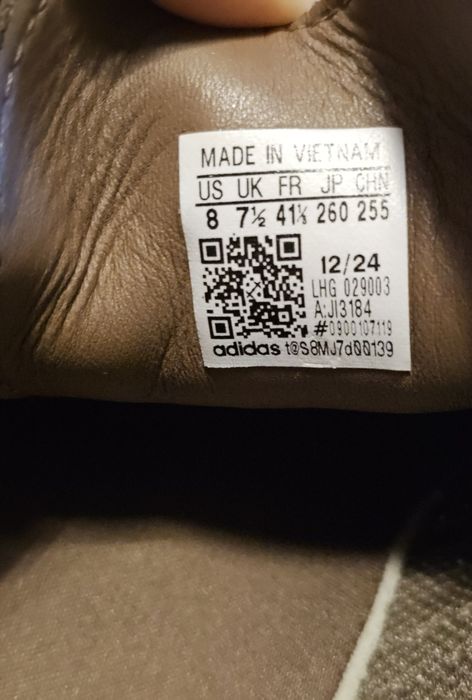 MADE IN VIETNAM
US UK FR JP CHN
8 7½ 41⅓ 260 255
12/24
LHG 029003
A:JI3184
#0900107119
adidas t@S8MJ7d00139